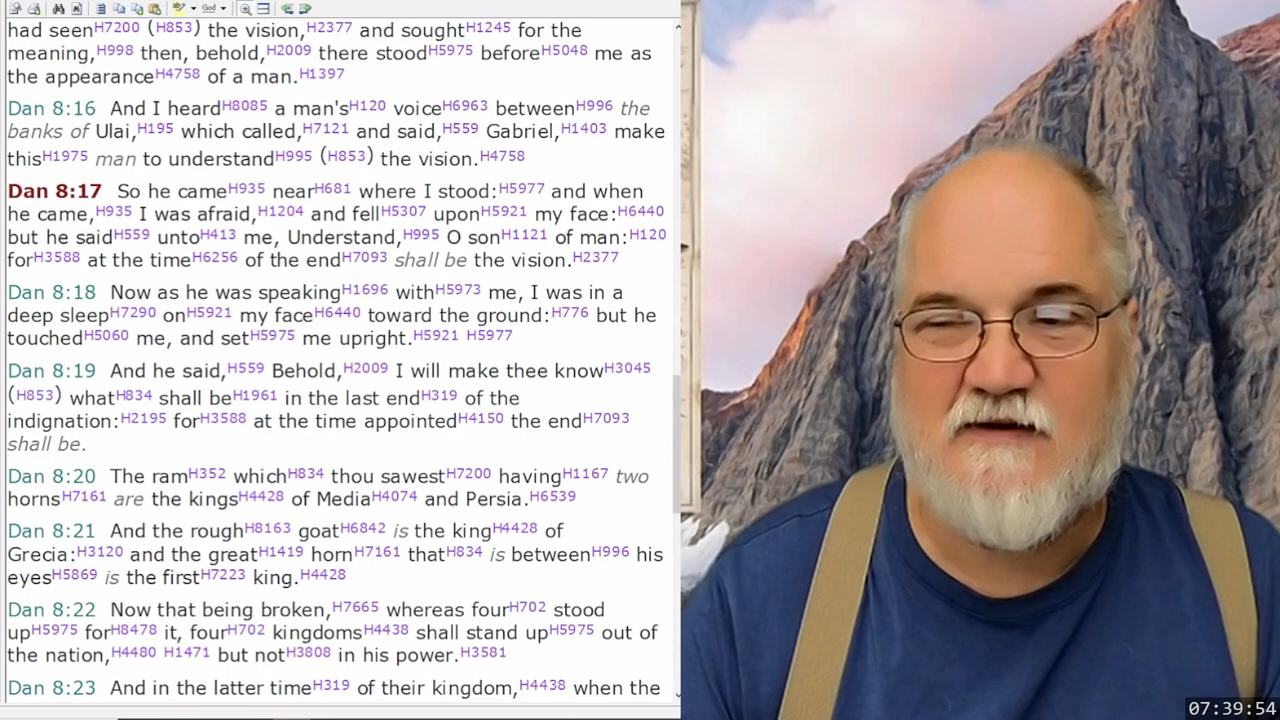 had seenH7200 (H853) the vision,H2377 and soughtH1245 for the
meaning,H998 then, behold,H2009 there stoodH5975 beforeH5048 me as
the appearanceH4758 of a man.H1397
Dan 8:16 And I heardH8085 a man'sH120 voiceH6963 betweenH996 the
banks of Ulai,H195 which called,H7121 and said,H559 Gabriel,H1403 make
thisH1975 man to understandH995 (H853) the vision.H4758
Dan 8:17 So he cameH935 nearH681 where I stood:H5977 and when
he came,H935 I was afraid,H1204 and fellH5307 uponH5921 my face:H6440
but he saidH559 untoH413 me, Understand,H995 O sonH1121 of man:H120
forH3588 at the timeH6256 of the endH7093 shall be the vision.H2377
Dan 8:18 Now as he was speakingH1696 withH5973 me, I was in a
deep sleepH7290 onH5921 my faceH6440 toward the ground:H776 but he
touchedH5060 me, and setH5975 me upright.H5921 H5977
Dan 8:19 And he said,H559 Behold,H2009 I will make thee knowH3045
(H853) whatH834 shall beH1961 in the last endH319 of the
indignation:H2195 forH3588 at the time appointedH4150 the endH7093
shall be.
Dan 8:20 The ramH352 whichH834 thou sawestH7200 havingH1167 two
hornsH7161 are the kingsH4428 of MediaH4074 and Persia.H6539
Dan 8:21 And the roughH8163 goatH6842 is the kingH4428 of
Grecia:H3120 and the greatH1419 hornH7161 thatH834 is betweenH996 his
eyesH5869 is the firstH7223 king.H4428
Dan 8:22 Now that being broken,H7665 whereas fourH702 stood
upH5975 forH8478 it, fourH702 kingdomsH4438 shall stand upH5975 out of
the nation,H4480 H1471 but notH3808 in his power.H3581
Dan 8:23 And in the latter timeH319 of their kingdom,H4438 when the
07:39:54